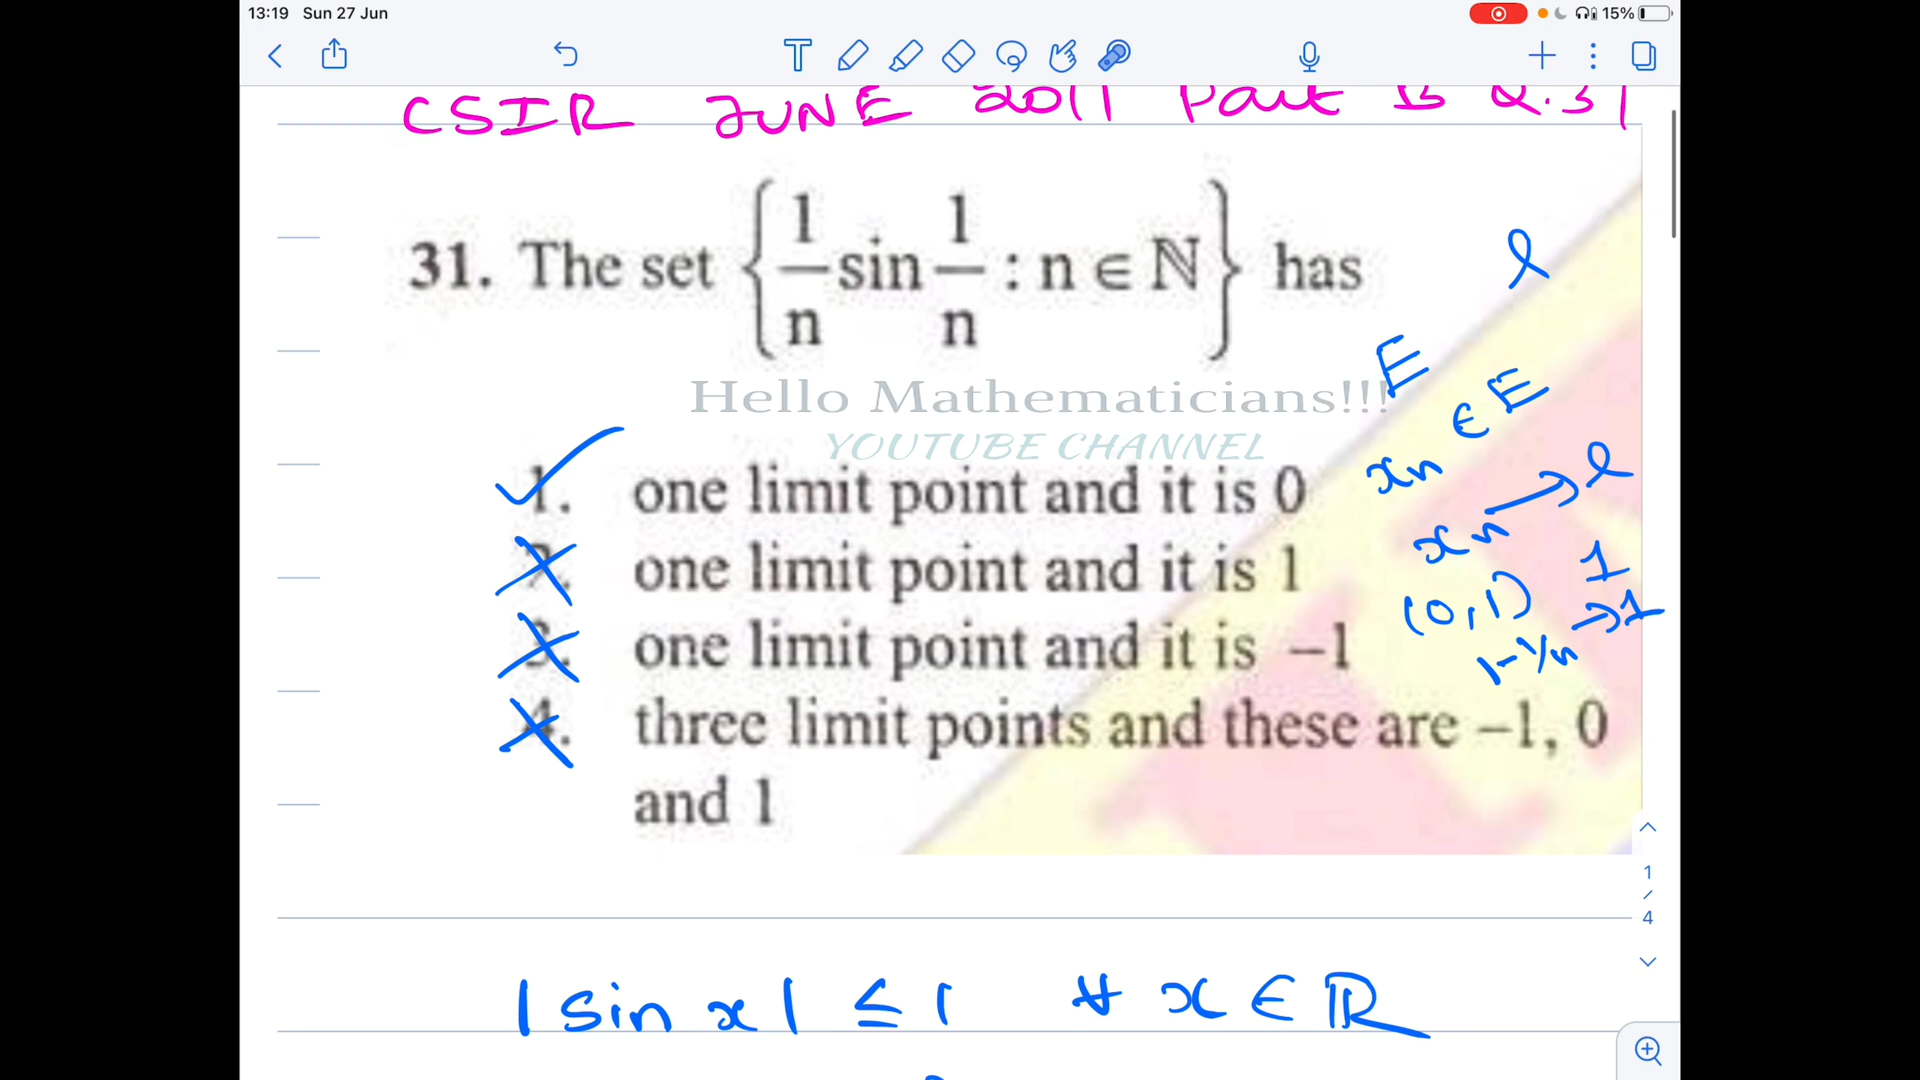 13:19 Sun 27 Jun 15%
CSIR JUNE 2011 Part B Q.31
31. The set {1/n sin 1/n : n ∈ ℕ} has
l
E
Hello Mathematicians!!!
∈ E
YOUTUBE CHANNEL
xn
1. one limit point and it is 0
xn → l
2. one limit point and it is 1
1
(0,1)
→1
3. one limit point and it is −1
1-1/n
4. three limit points and these are −1, 0
and 1
1
/
4
|sin x| ≤ 1 ∀ x ∈ ℝ